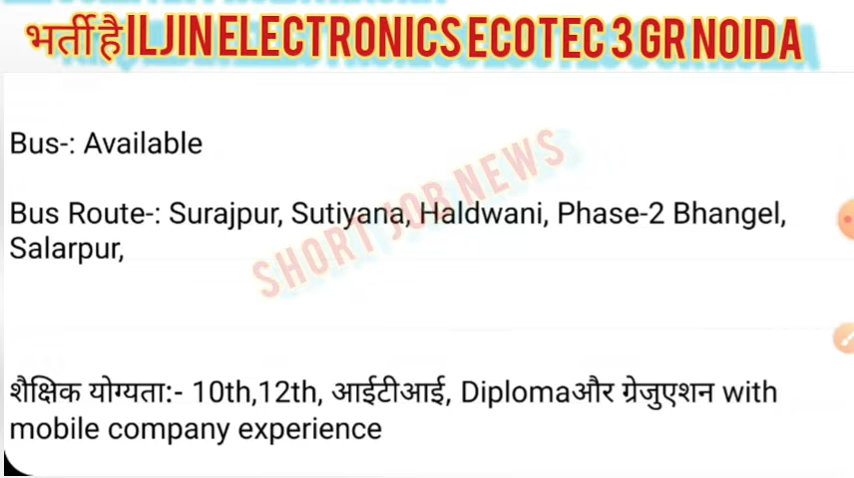 भर्ती है ILJIN ELECTRONICS ECOTEC 3 GR NOIDA
Bus-: Available
SHORT JOB NEWS
Bus Route-: Surajpur, Sutiyana, Haldwani, Phase-2 Bhangel,
Salarpur,
शैक्षिक योग्यता:- 10th,12th, आईटीआई, Diplomaऔर ग्रेजुएशन with
mobile company experience